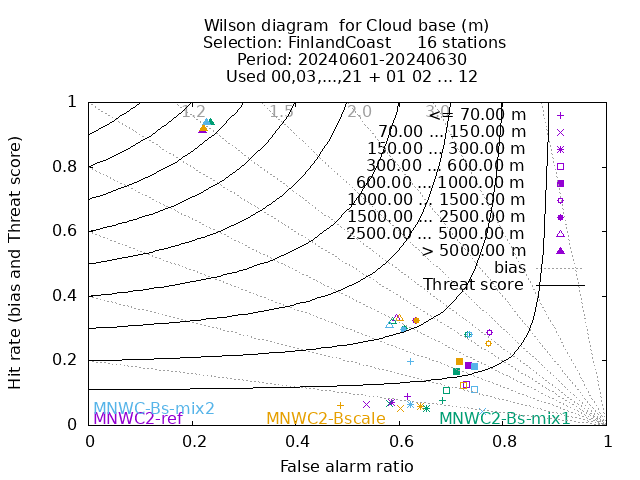 Wilson diagram  for Cloud base (m)
Selection: FinlandCoast     16 stations
Period: 20240601-20240630
Used 00,03,...,21 + 01 02 ... 12
1
1.2
1.5
2.0
3.0
<= 70.00 m
70.00 ... 150.00 m
150.00 ... 300.00 m
0.8
300.00 ... 600.00 m
600.00 ... 1000.00 m
1000.00 ... 1500.00 m
1500.00 ... 2500.00 m
0.6
2500.00 ... 5000.00 m
> 5000.00 m
bias
Threat score
0.4
0.2
0
MNWC-Bs-mix2
MNWC2-ref
MNWC2-Bscale
MNWC2-Bs-mix1
0
0.2
0.4
0.6
0.8
1
False alarm ratio
Hit rate (bias and Threat score)